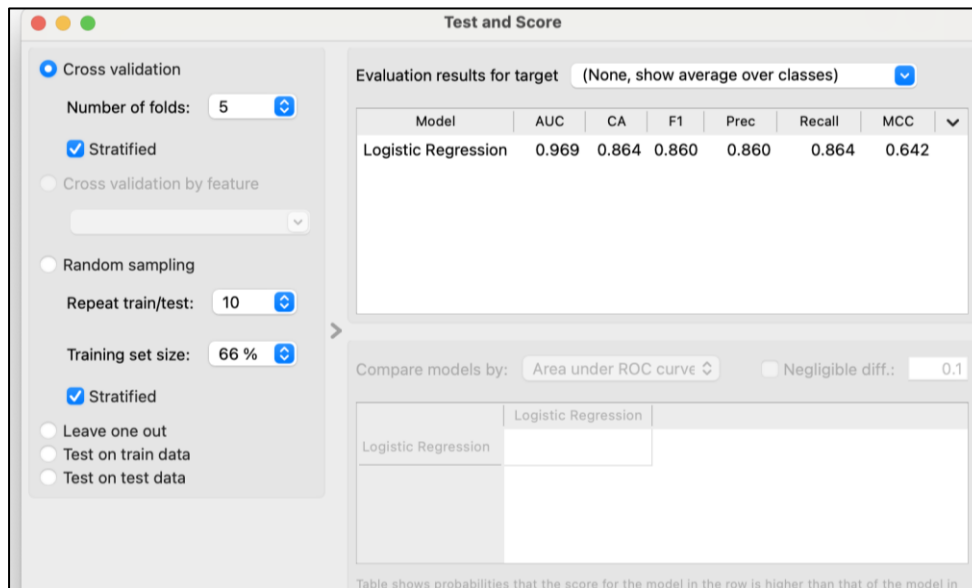 Test and Score
Cross validation
Number of folds: 5
Stratified
Cross validation by feature
Random sampling
Repeat train/test: 10
Training set size: 66 %
Stratified
Leave one out
Test on train data
Test on test data
Evaluation results for target (None, show average over classes)
Model AUC CA F1 Prec Recall MCC
Logistic Regression 0.969 0.864 0.860 0.860 0.864 0.642
Compare models by: Area under ROC curve Negligible diff.: 0.1
Logistic Regression
Logistic Regression
Table shows probabilities that the score for the model in the row is higher than that of the model in